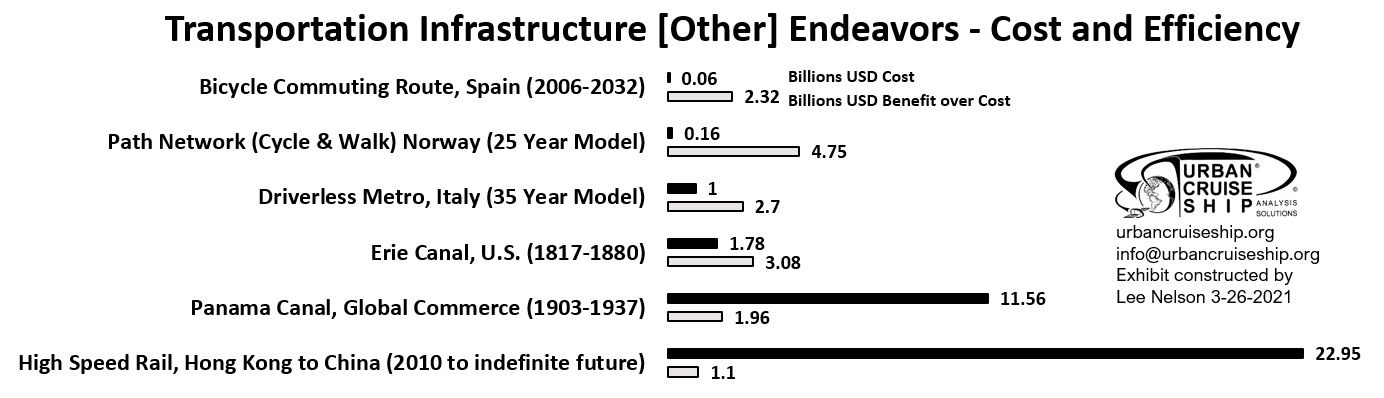 Transportation Infrastructure [Other] Endeavors - Cost and Efficiency
Bicycle Commuting Route, Spain (2006-2032)
0.06
Billions USD Cost
2.32
Billions USD Benefit over Cost
Path Network (Cycle & Walk) Norway (25 Year Model)
0.16
4.75
Driverless Metro, Italy (35 Year Model)
1
2.7
Erie Canal, U.S. (1817-1880)
1.78
3.08
Panama Canal, Global Commerce (1903-1937)
11.56
1.96
High Speed Rail, Hong Kong to China (2010 to indefinite future)
22.95
1.1
URBAN®
CRUISE ©
SHIP ANALYSIS
SOLUTIONS
urbancruiseship.org
info@urbancruiseship.org
Exhibit constructed by
Lee Nelson 3-26-2021